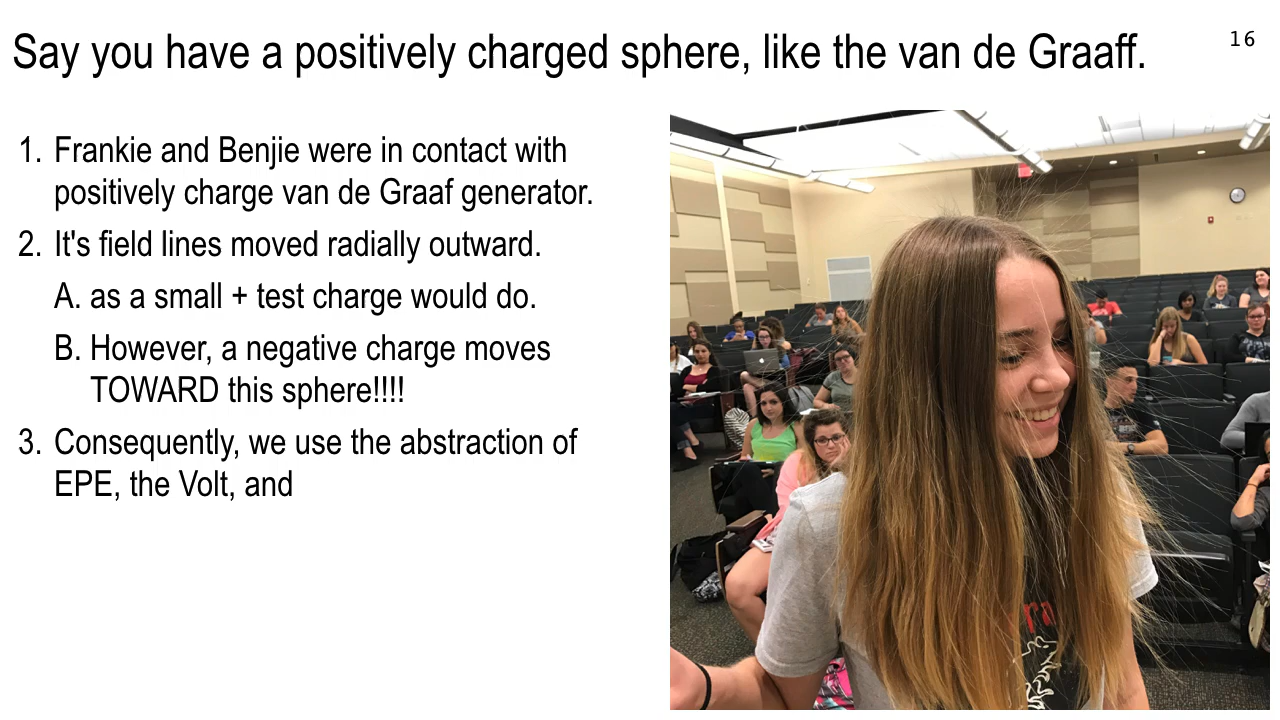 Say you have a positively charged sphere, like the van de Graaff.
16
1. Frankie and Benjie were in contact with
positively charge van de Graaf generator.
2. It's field lines moved radially outward.
A. as a small + test charge would do.
B. However, a negative charge moves
TOWARD this sphere!!!!
3. Consequently, we use the abstraction of
EPE, the Volt, and